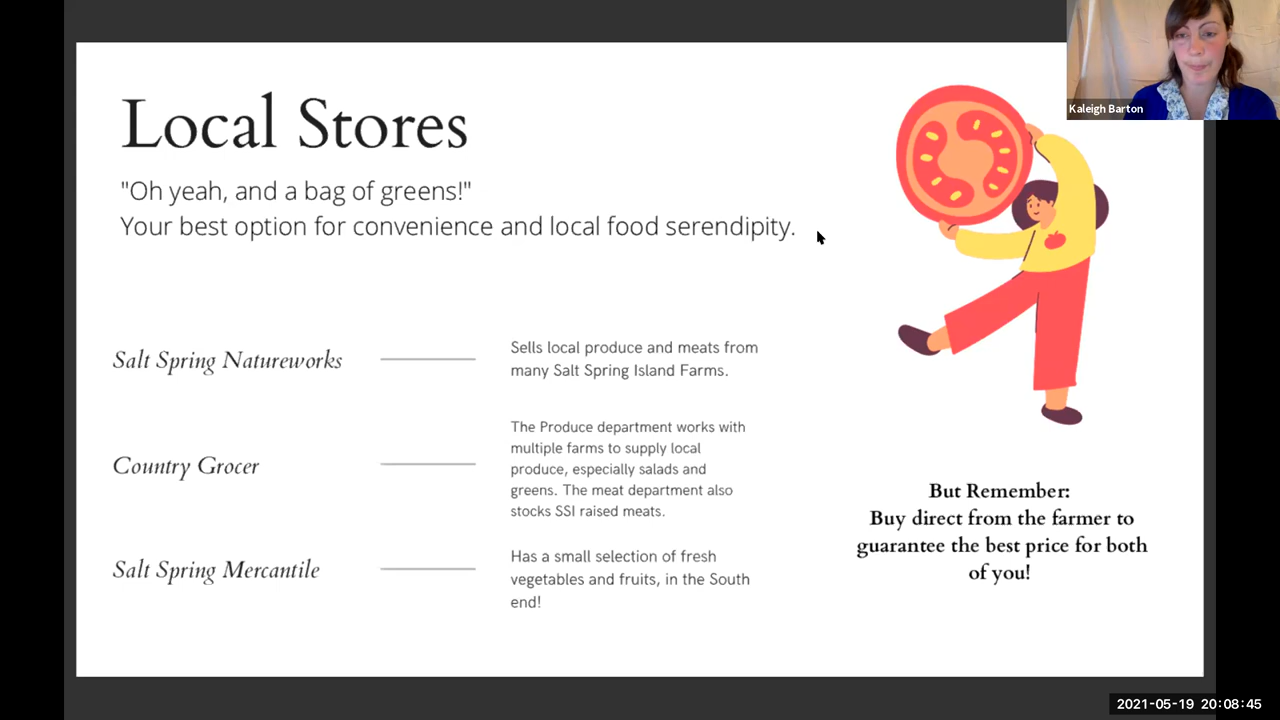 Local Stores
"Oh yeah, and a bag of greens!"
Your best option for convenience and local food serendipity.
Salt Spring Natureworks
Sells local produce and meats from
many Salt Spring Island Farms.
Country Grocer
The Produce department works with
multiple farms to supply local
produce, especially salads and
greens. The meat department also
stocks SSI raised meats.
Salt Spring Mercantile
Has a small selection of fresh
vegetables and fruits, in the South
end!
But Remember:
Buy direct from the farmer to
guarantee the best price for both
of you!
Kaleigh Barton
2021-05-19 20:08:45